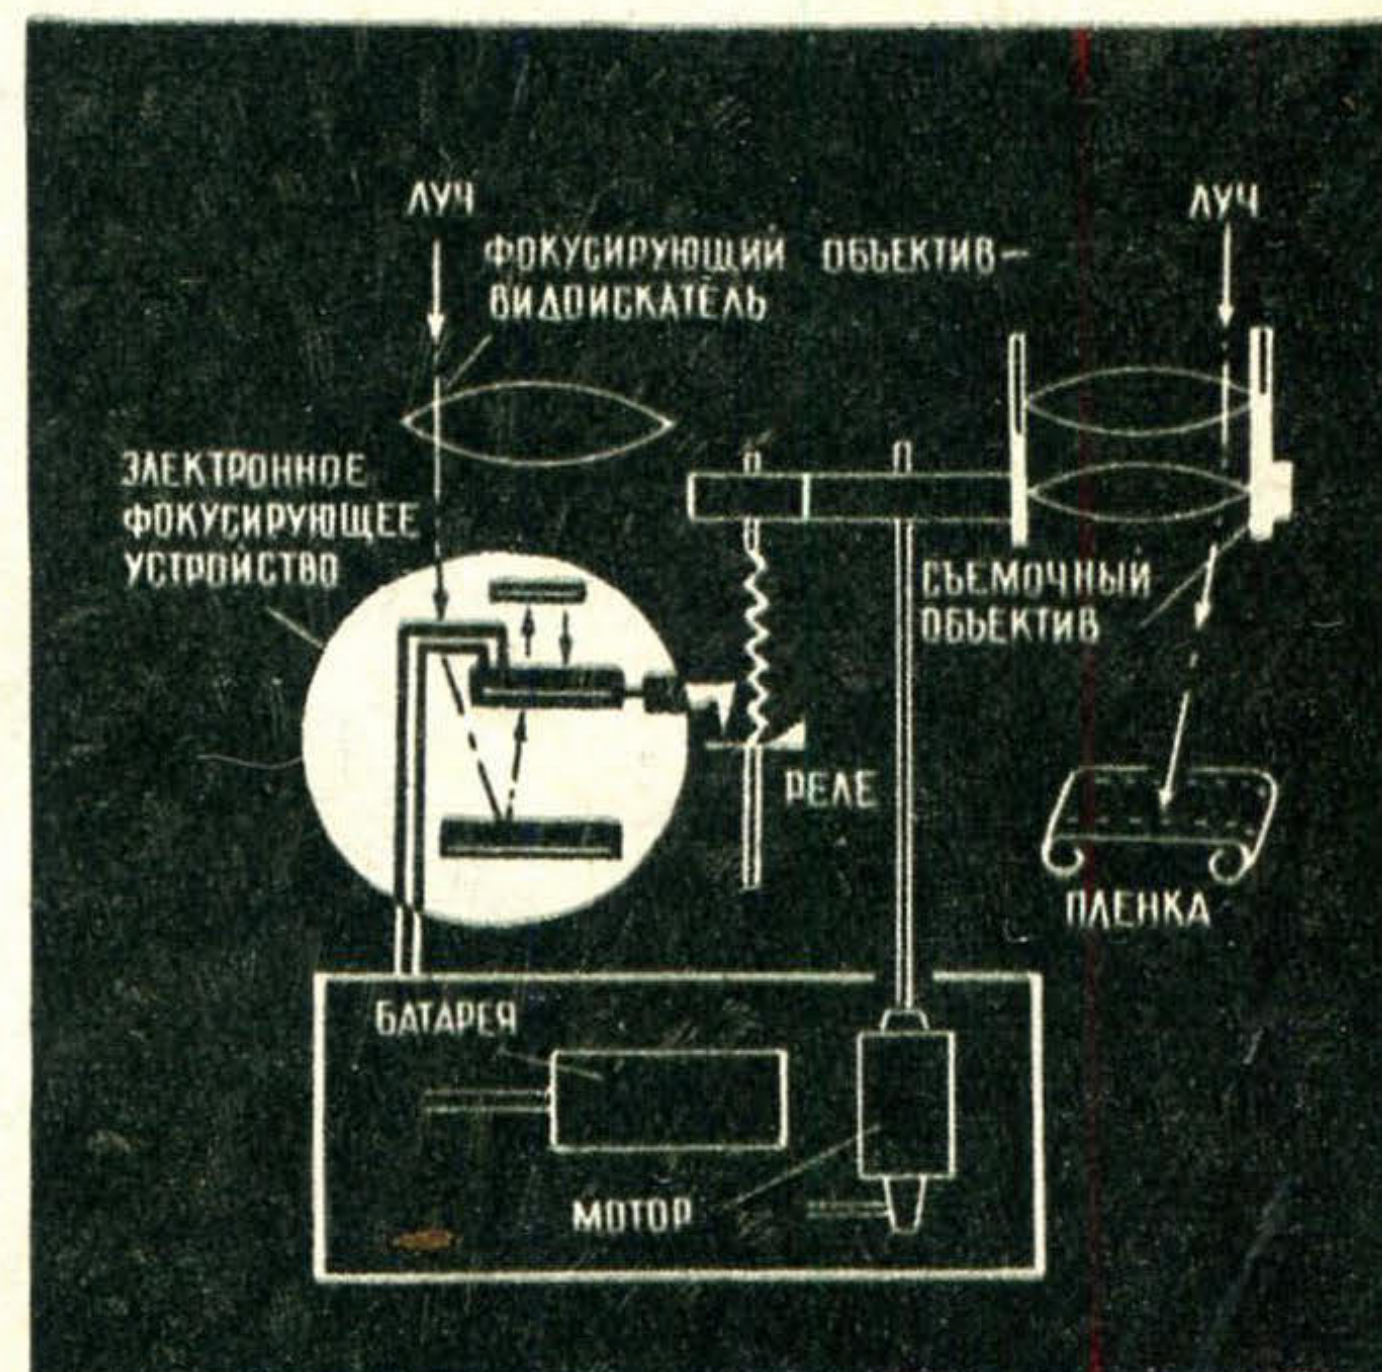 ЛУЧ
ЛУЧ
ФОКУСИРУЮЩИЙ ОБЪЕКТИВ-
ВИДОИСКАТЕЛЬ
ЭЛЕКТРОННОЕ
ФОКУСИРУЮЩЕЕ
УСТРОЙСТВО
СЪЕМОЧНЫЙ
ОБЪЕКТИВ
РЕЛЕ
ПЛЕНКА
БАТАРЕЯ
МОТОР